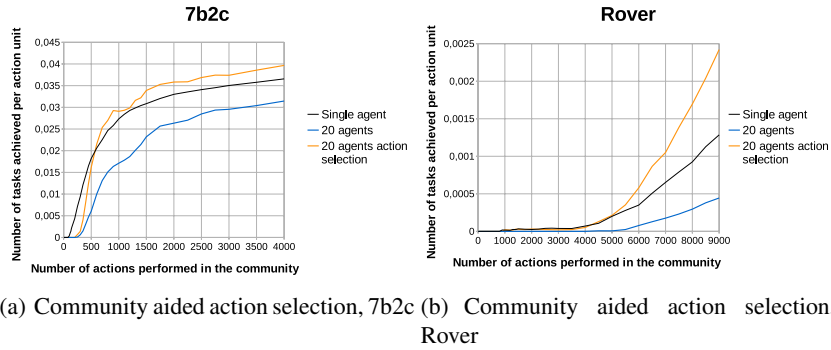 7b2c
Number of tasks achieved per action unit
0,045
0,04
0,035
0,03
0,025
0,02
0,015
0,01
0,005
0
0 500 1000 1500 2000 2500 3000 3500 4000
Number of actions performed in the community
Single agent
20 agents
20 agents action
selection
Rover
Number of tasks achieved per action unit
0,0025
0,002
0,0015
0,001
0,0005
0
0 1000 2000 3000 4000 5000 6000 7000 8000 9000
Number of actions performed in the community
Single agent
20 agents
20 agents action
selection
(a) Community aided action selection, 7b2c
(b) Community aided action selection
Rover